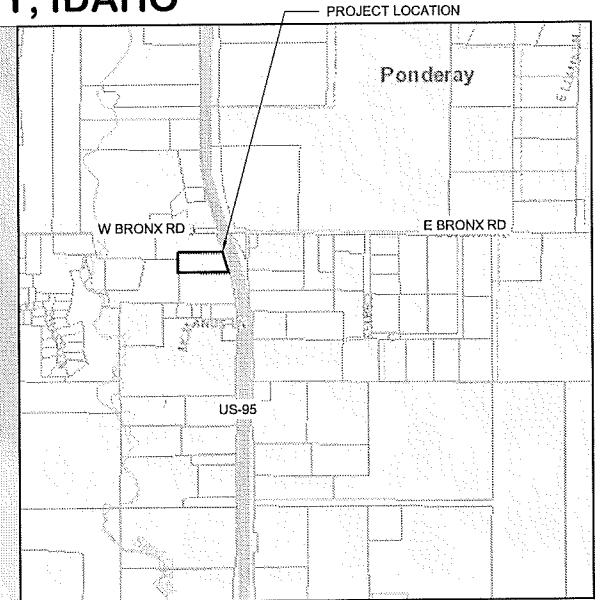 Y, IDAHO
PROJECT LOCATION
Ponderay
W BRONX RD
E BRONX RD
US-95